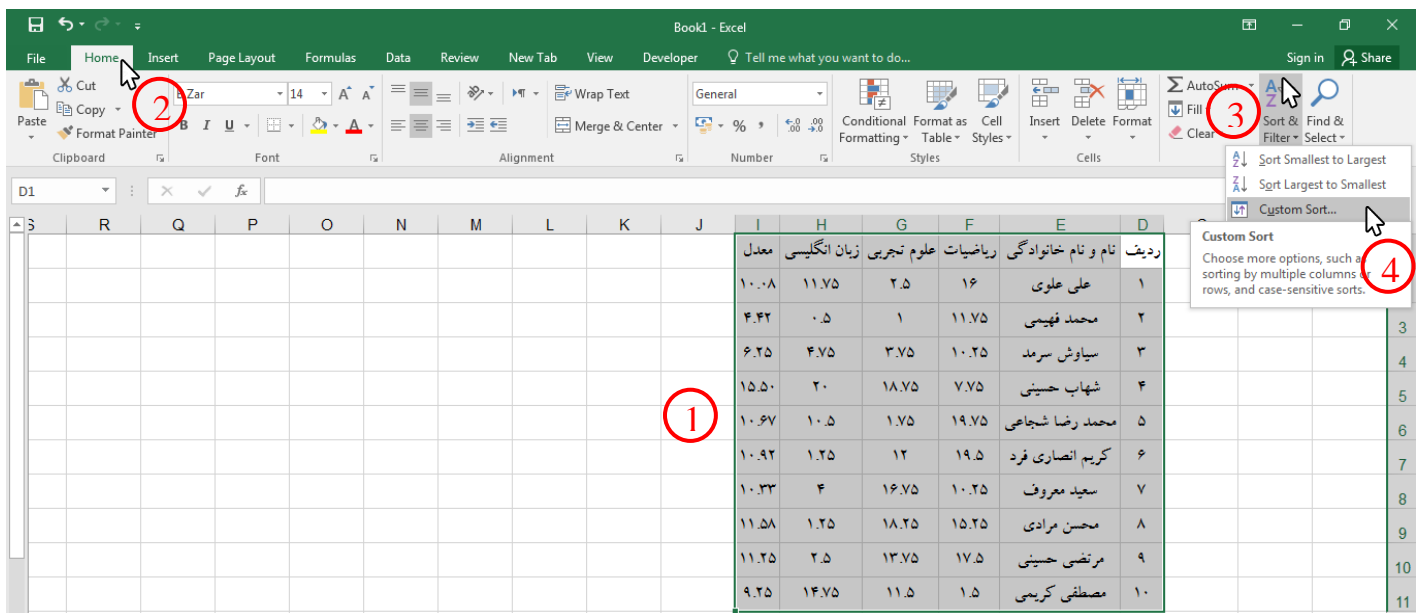 Book1 - Excel
File Home Insert Page Layout Formulas Data Review New Tab View Developer Tell me what you want to do... Sign in Share
Cut
Copy
Format Painter
Paste
Clipboard
2
B Zar 14 A A
B I U A
Font
Wrap Text
Merge & Center
Alignment
General
% ,
Number
Conditional Formatting
Format as Table
Cell Styles
Styles
Insert Delete Format
Cells
AutoSum
Fill
Clear
3
Sort & Filter
Find & Select
Sort Smallest to Largest
Sort Largest to Smallest
Custom Sort...
Custom Sort
Choose more options, such as
sorting by multiple columns or
rows, and case-sensitive sorts.
4
D1 fx
S R Q P O N M L K J I H G F E D
ردیف نام و نام خانوادگی ریاضیات علوم تجربی زبان انگلیسی معدل
۱ علی علوی ۱۶ ۲.۵ ۱۱.۷۵ ۱۰.۰۸
۲ محمد فهیمی ۱۱.۷۵ ۱ ۰.۵ ۴.۴۲
3
۳ سیاوش سرمد ۱۰.۲۵ ۳.۷۵ ۴.۷۵ ۶.۲۵
4
۴ شهاب حسینی ۷.۷۵ ۱۸.۷۵ ۲۰ ۱۵.۵۰
5
۵ محمد رضا شجاعی ۱۹.۷۵ ۱.۷۵ ۱۰.۵ ۱۰.۶۷
6
1
۶ کریم انصاری فرد ۱۹.۵ ۱۲ ۱.۲۵ ۱۰.۹۲
7
۷ سعید معروف ۱۰.۲۵ ۱۶.۷۵ ۴ ۱۰.۳۳
8
۸ محسن مرادی ۱۵.۲۵ ۱۸.۲۵ ۱.۲۵ ۱۱.۵۸
9
۹ مرتضی حسینی ۱۷.۵ ۱۳.۷۵ ۲.۵ ۱۱.۲۵
10
۱۰ مصطفی کریمی ۱.۵ ۱۱.۵ ۱۴.۷۵ ۹.۲۵
11